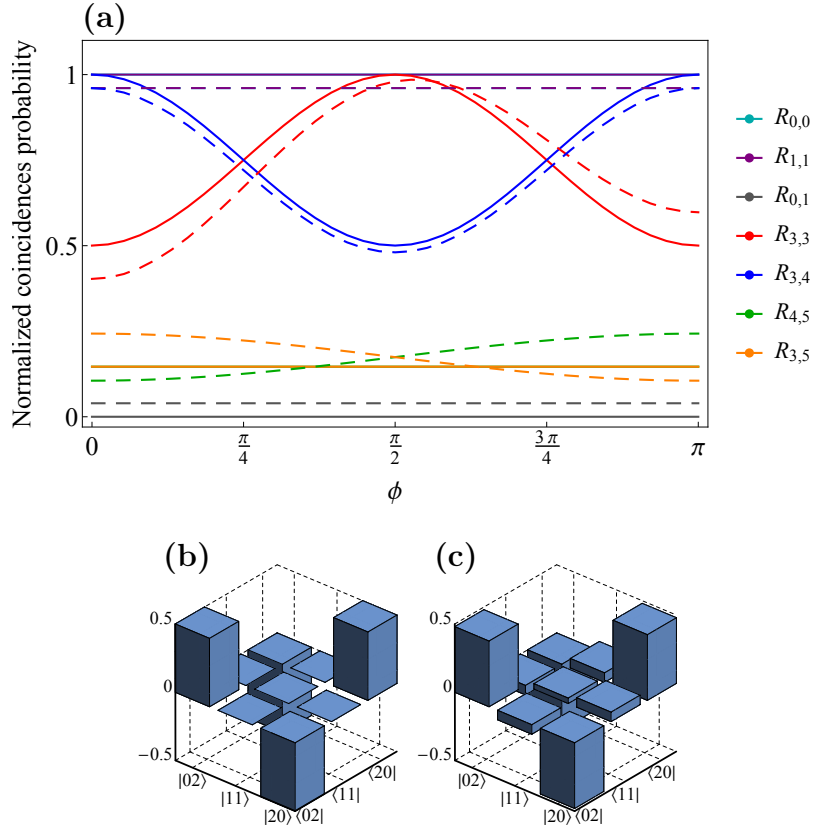 (a)
Normalized coincidences probability
1
0.5
0
0
π/4
π/2
3π/4
π
ϕ
R0,0
R1,1
R0,1
R3,3
R3,4
R4,5
R3,5
(b)
0.5
0
−0.5
|02⟩
|11⟩
|20⟩
⟨02|
⟨11|
⟨20|
(c)
0.5
0
−0.5
|02⟩
|11⟩
|20⟩
⟨02|
⟨11|
⟨20|